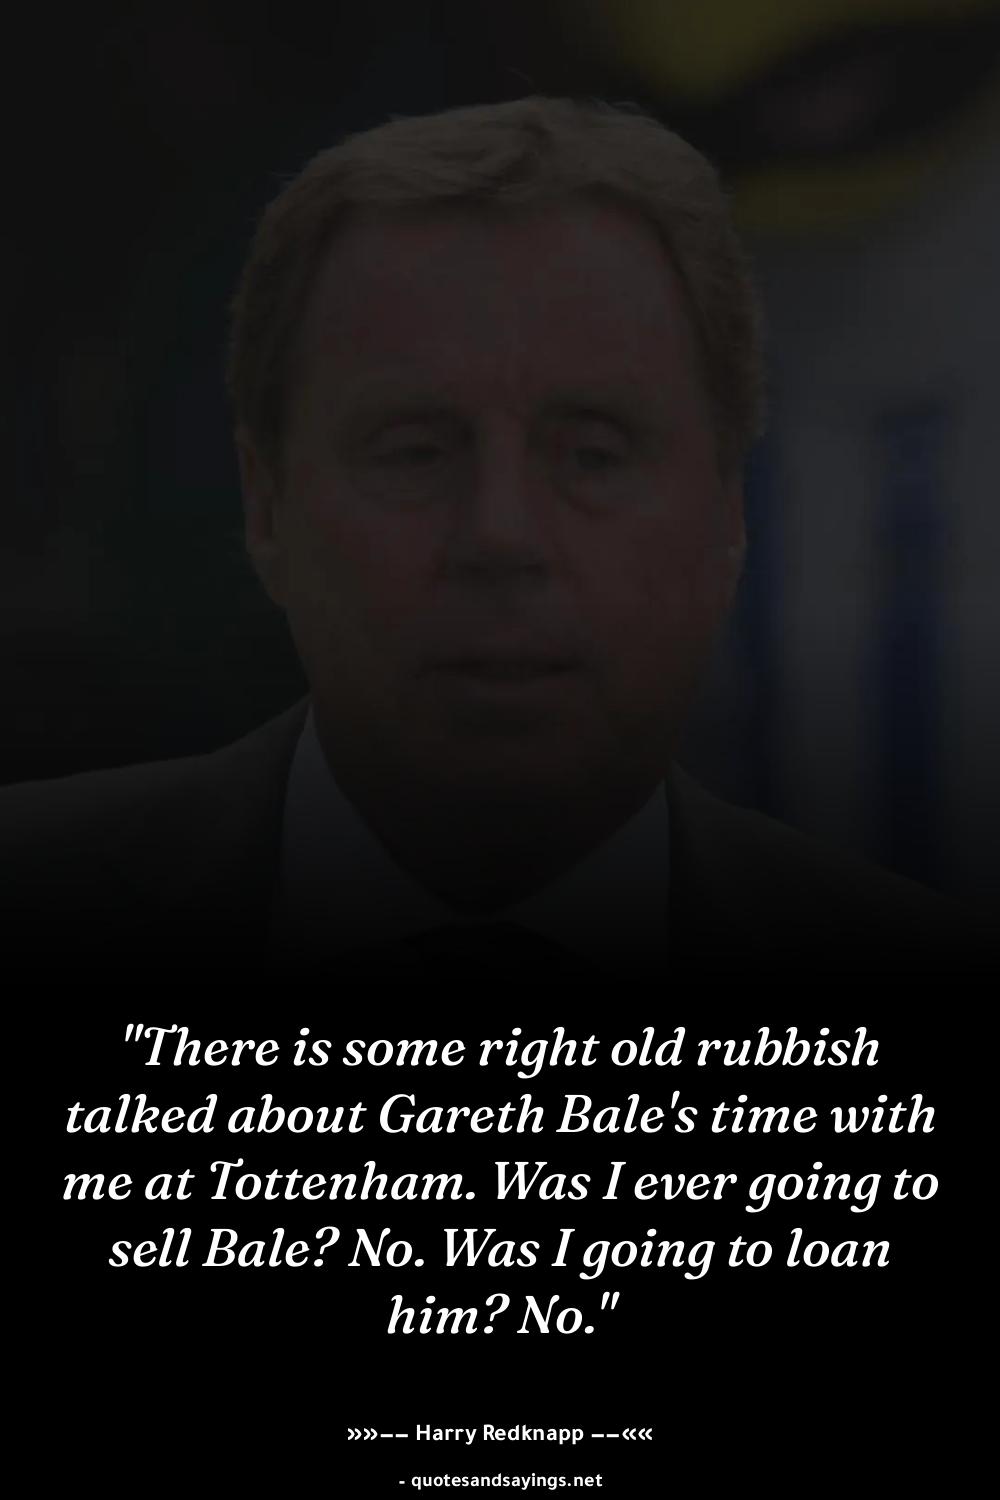 "There is some right old rubbish
talked about Gareth Bale's time with
me at Tottenham. Was I ever going to
sell Bale? No. Was I going to loan
him? No."
»»–– Harry Redknapp ––««
- quotesandsayings.net